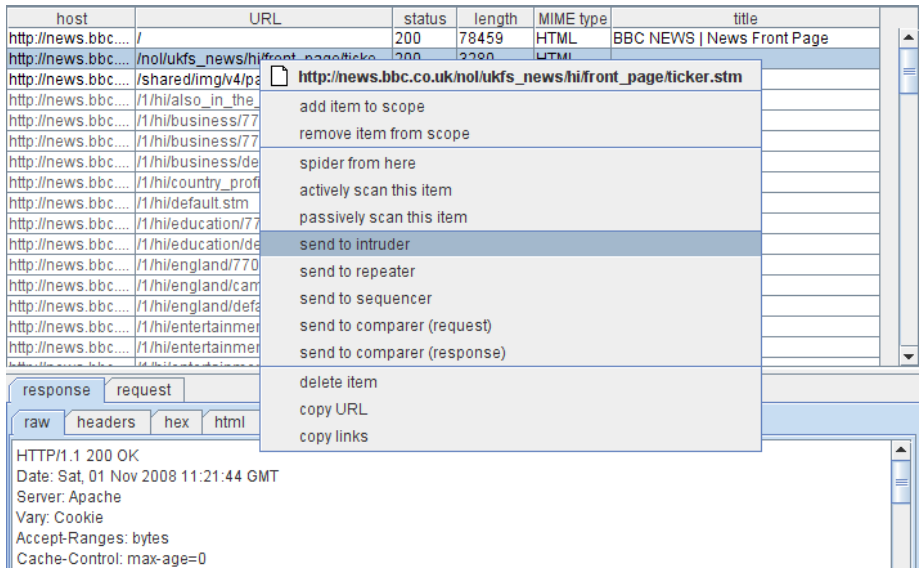 host URL status length MIME type title
http://news.bbc.... / 200 78459 HTML BBC NEWS | News Front Page
http://news.bbc.... /nol/ukfs_news/hi/front_page/ticke... 200 3280 HTML
http://news.bbc.... /shared/img/v4/pa
http://news.bbc.... /1/hi/also_in_the_
http://news.bbc.... /1/hi/business/77
http://news.bbc.... /1/hi/business/77
http://news.bbc.... /1/hi/business/de
http://news.bbc.... /1/hi/country_profi
http://news.bbc.... /1/hi/default.stm
http://news.bbc.... /1/hi/education/77
http://news.bbc.... /1/hi/education/de
http://news.bbc.... /1/hi/england/770
http://news.bbc.... /1/hi/england/cam
http://news.bbc.... /1/hi/england/defa
http://news.bbc.... /1/hi/entertainmer
http://news.bbc.... /1/hi/entertainmer
http://news.bbc.co.uk/nol/ukfs_news/hi/front_page/ticker.stm
add item to scope
remove item from scope
spider from here
actively scan this item
passively scan this item
send to intruder
send to repeater
send to sequencer
send to comparer (request)
send to comparer (response)
delete item
copy URL
copy links
response request
raw headers hex html
HTTP/1.1 200 OK
Date: Sat, 01 Nov 2008 11:21:44 GMT
Server: Apache
Vary: Cookie
Accept-Ranges: bytes
Cache-Control: max-age=0